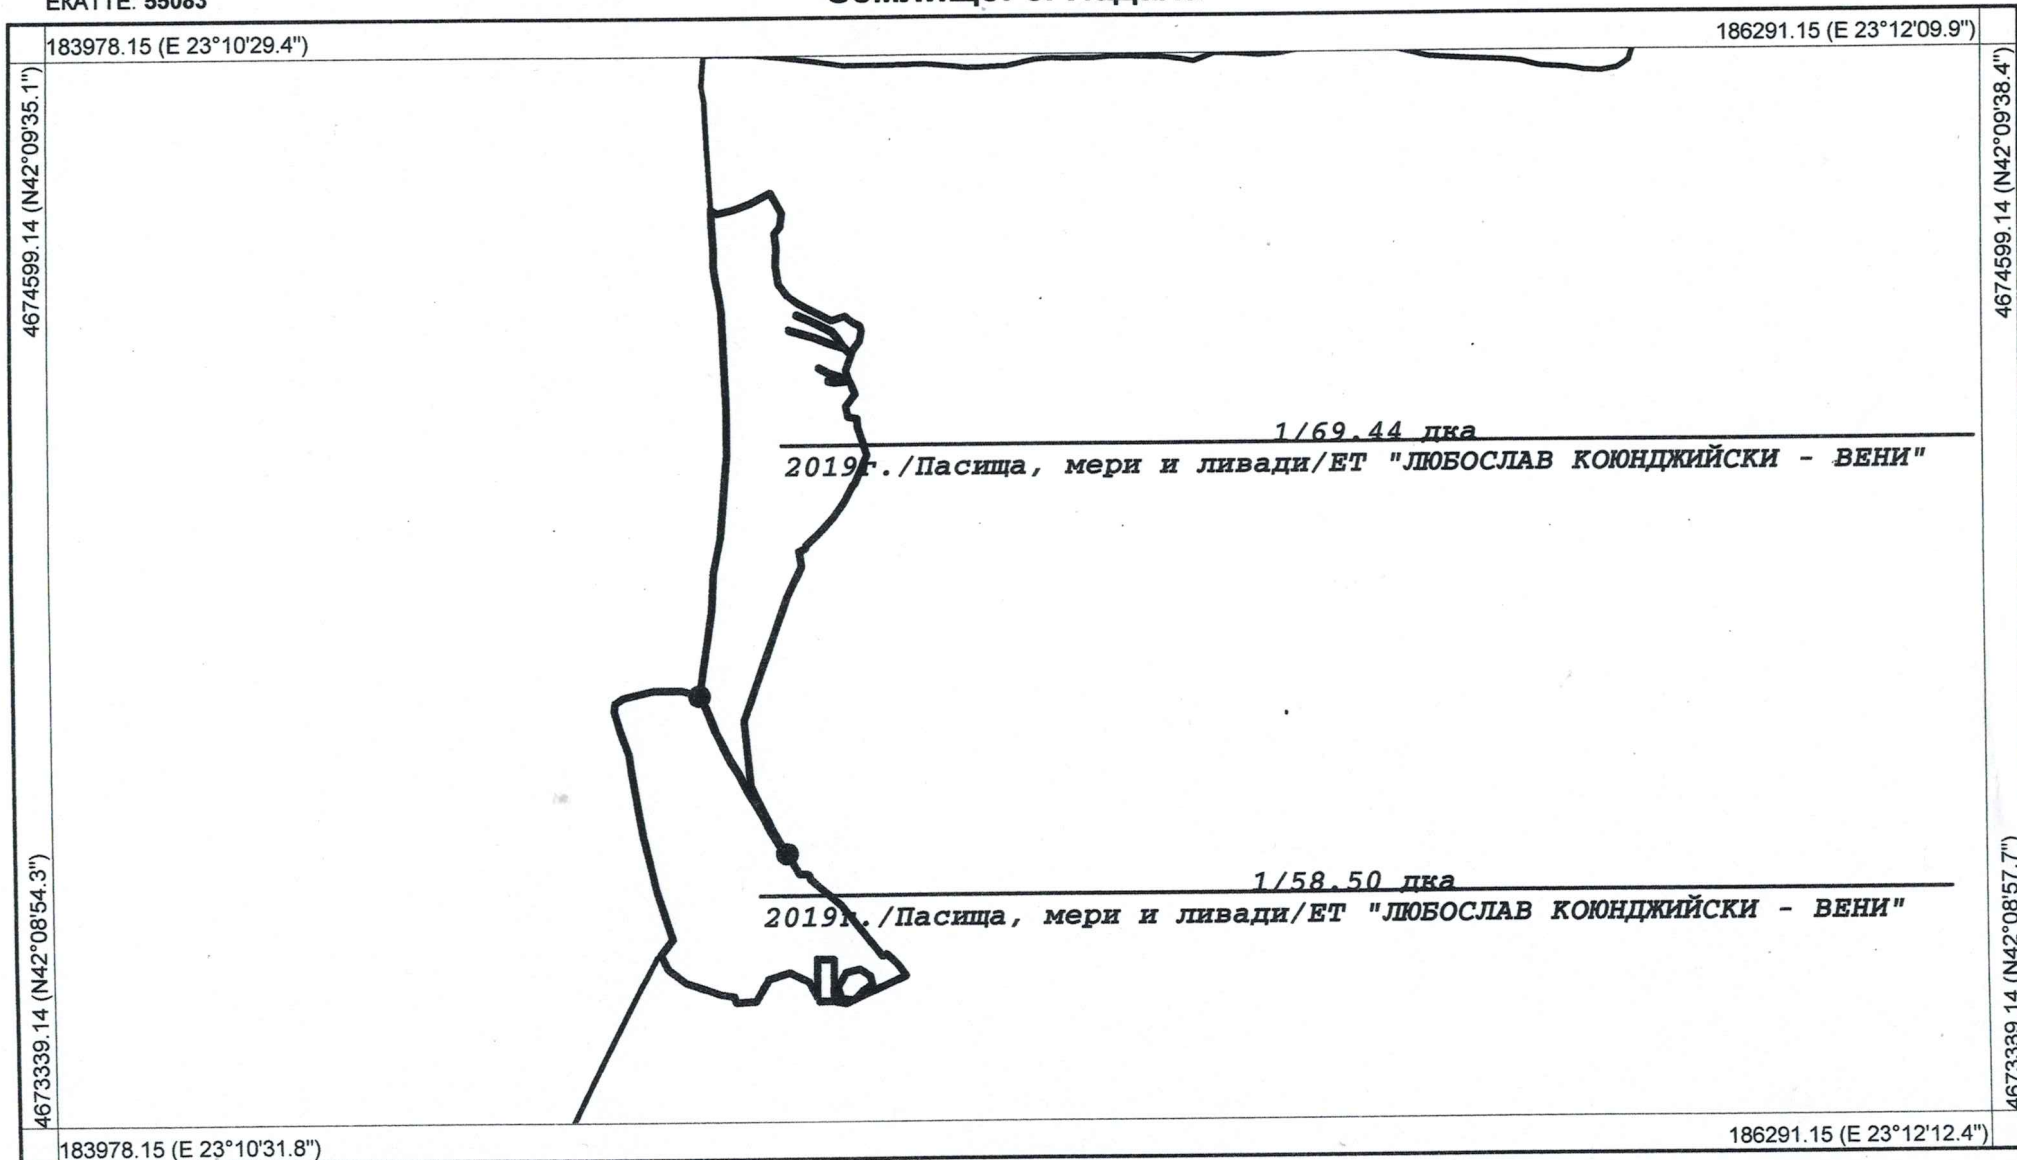 ЕКАТТЕ: 55083
183978.15 (E 23°10'29.4")
186291.15 (E 23°12'09.9")
4674599.14 (N42°09'35.1")
4674599.14 (N42°09'38.4")
1/69.44 дка
2019г./Пасища, мери и ливади/ЕТ "ЛЮБОСЛАВ КОЮНДЖИЙСКИ - ВЕНИ"
1/58.50 дка
2019г./Пасища, мери и ливади/ЕТ "ЛЮБОСЛАВ КОЮНДЖИЙСКИ - ВЕНИ"
4673339.14 (N42°08'54.3")
4673339.14 (N42°08'57.7")
183978.15 (E 23°10'31.8")
186291.15 (E 23°12'12.4")